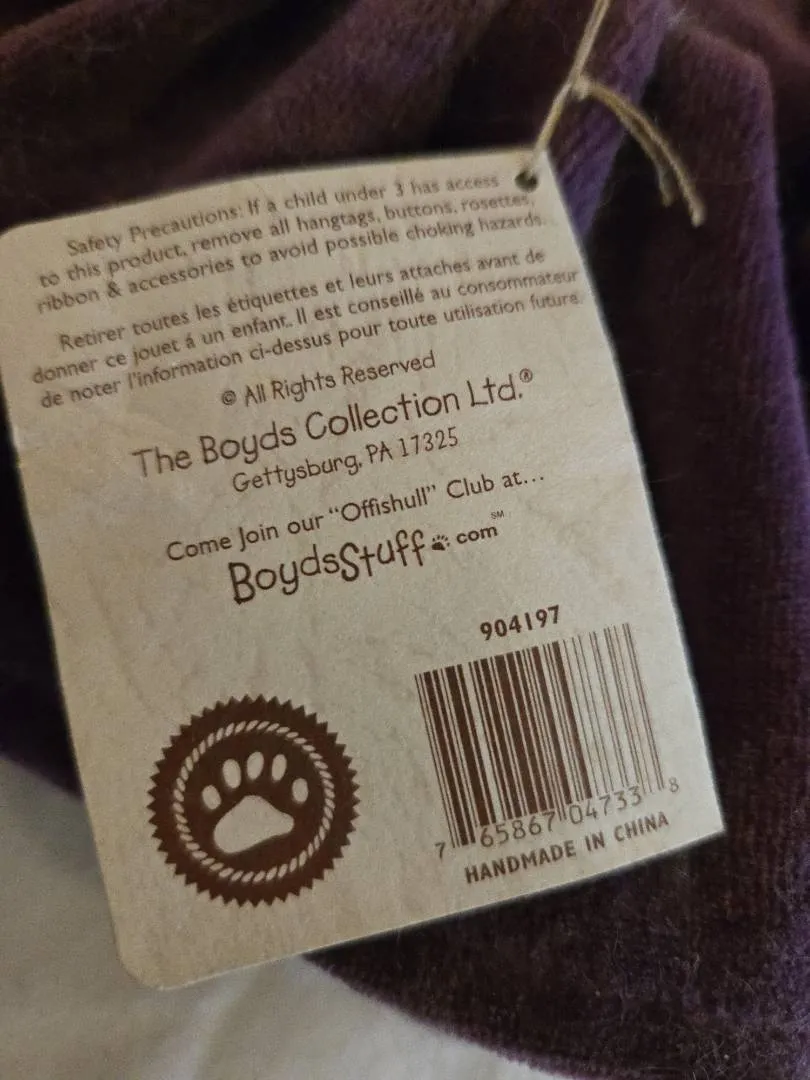 Safety Precautions: If a child under 3 has access
to this product, remove all hangtags, buttons, rosettes,
ribbon & accessories to avoid possible choking hazards.
Retirer toutes les étiquettes et leurs attaches avant de
donner ce jouet á un enfant. Il est conseillé au consommateur
de noter l'information ci-dessus pour toute utilisation future.
© All Rights Reserved
The Boyds Collection Ltd.®
Gettysburg, PA 17325
Come Join our "Offishull" Club at...
BoydsStuff.com℠
904197
7 65867 04733 8
HANDMADE IN CHINA